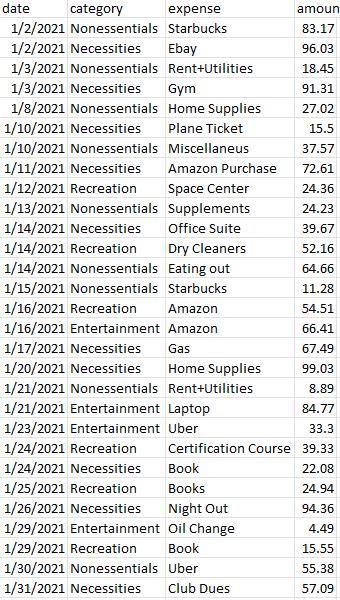 date category expense amoun
1/2/2021 Nonessentials Starbucks 83.17
1/2/2021 Necessities Ebay 96.03
1/3/2021 Nonessentials Rent+Utilities 18.45
1/3/2021 Necessities Gym 91.31
1/8/2021 Nonessentials Home Supplies 27.02
1/10/2021 Necessities Plane Ticket 15.5
1/10/2021 Nonessentials Miscellaneus 37.57
1/11/2021 Necessities Amazon Purchase 72.61
1/12/2021 Recreation Space Center 24.36
1/13/2021 Nonessentials Supplements 24.23
1/14/2021 Necessities Office Suite 39.67
1/14/2021 Recreation Dry Cleaners 52.16
1/14/2021 Nonessentials Eating out 64.66
1/15/2021 Nonessentials Starbucks 11.28
1/16/2021 Recreation Amazon 54.51
1/16/2021 Entertainment Amazon 66.41
1/17/2021 Necessities Gas 67.49
1/20/2021 Necessities Home Supplies 99.03
1/21/2021 Nonessentials Rent+Utilities 8.89
1/21/2021 Entertainment Laptop 84.77
1/23/2021 Entertainment Uber 33.3
1/24/2021 Recreation Certification Course 39.33
1/24/2021 Necessities Book 22.08
1/25/2021 Recreation Books 24.94
1/26/2021 Necessities Night Out 94.36
1/29/2021 Entertainment Oil Change 4.49
1/29/2021 Recreation Book 15.55
1/30/2021 Nonessentials Uber 55.38
1/31/2021 Necessities Club Dues 57.09